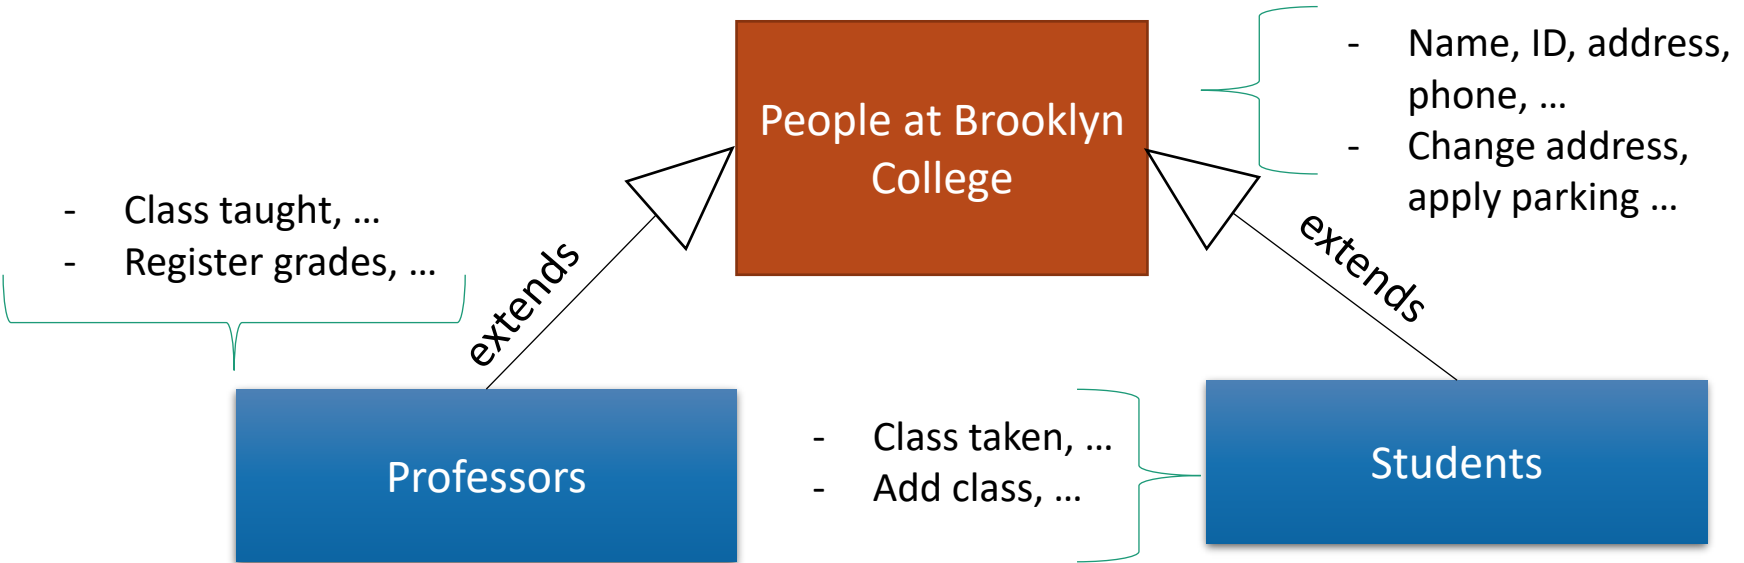 People at Brooklyn
College
- Name, ID, address,
phone, …
- Change address,
apply parking …
- Class taught, …
- Register grades, …
extends
extends
Professors
- Class taken, …
- Add class, …
Students